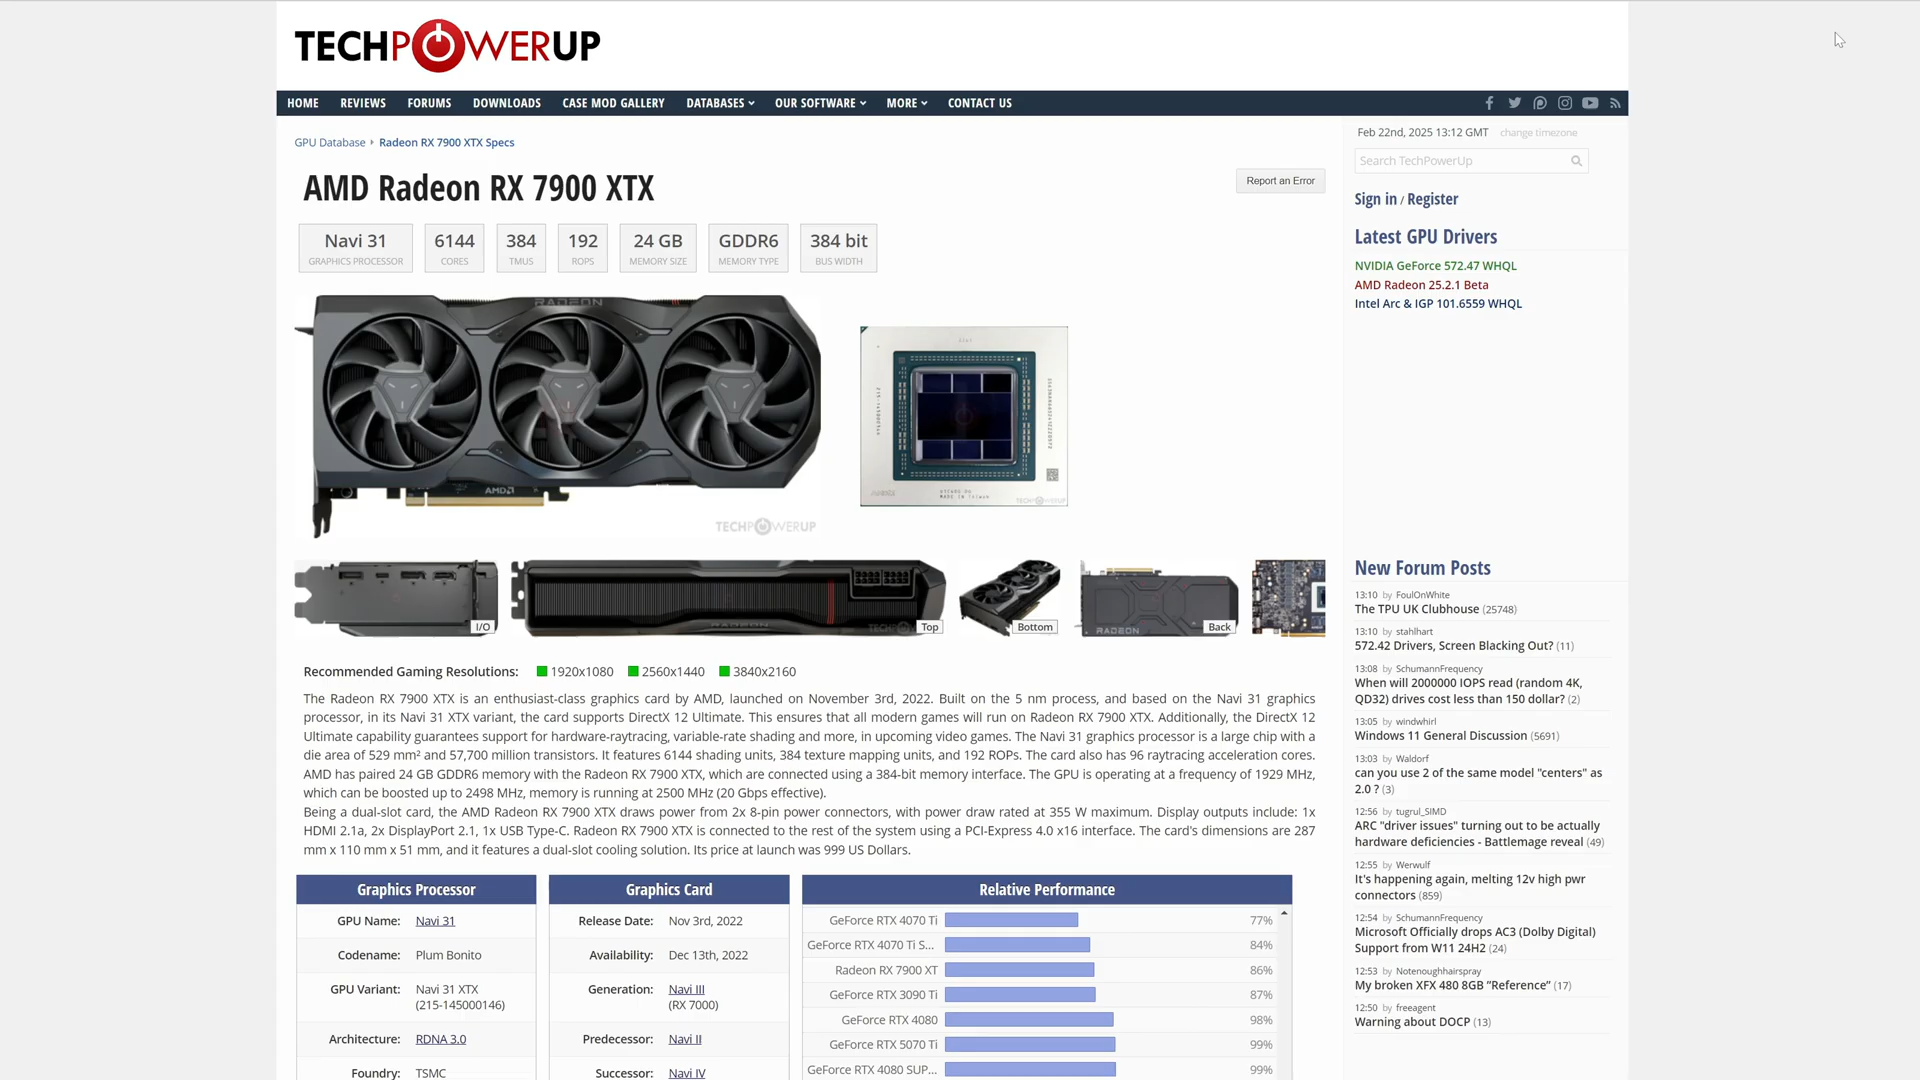 TECHPOWERUP
HOME REVIEWS FORUMS DOWNLOADS CASE MOD GALLERY DATABASES OUR SOFTWARE MORE CONTACT US
GPU Database Radeon RX 7900 XTX Specs
AMD Radeon RX 7900 XTX
Report an Error
Navi 31
GRAPHICS PROCESSOR
6144
CORES
384
TMUS
192
ROPS
24 GB
MEMORY SIZE
GDDR6
MEMORY TYPE
384 bit
BUS WIDTH
RADEON
AMD
TECHPOWERUP
TECHPOWERUP
I/O
RADEON
Top
Bottom
RADEON
Back
Recommended Gaming Resolutions: 1920x1080 2560x1440 3840x2160
The Radeon RX 7900 XTX is an enthusiast-class graphics card by AMD, launched on November 3rd, 2022. Built on the 5 nm process, and based on the Navi 31 graphics
processor, in its Navi 31 XTX variant, the card supports DirectX 12 Ultimate. This ensures that all modern games will run on Radeon RX 7900 XTX. Additionally, the DirectX 12
Ultimate capability guarantees support for hardware-raytracing, variable-rate shading and more, in upcoming video games. The Navi 31 graphics processor is a large chip with a
die area of 529 mm² and 57,700 million transistors. It features 6144 shading units, 384 texture mapping units, and 192 ROPs. The card also has 96 raytracing acceleration cores.
AMD has paired 24 GB GDDR6 memory with the Radeon RX 7900 XTX, which are connected using a 384-bit memory interface. The GPU is operating at a frequency of 1929 MHz,
which can be boosted up to 2498 MHz, memory is running at 2500 MHz (20 Gbps effective).
Being a dual-slot card, the AMD Radeon RX 7900 XTX draws power from 2x 8-pin power connectors, with power draw rated at 355 W maximum. Display outputs include: 1x
HDMI 2.1a, 2x DisplayPort 2.1, 1x USB Type-C. Radeon RX 7900 XTX is connected to the rest of the system using a PCI-Express 4.0 x16 interface. The card's dimensions are 287
mm x 110 mm x 51 mm, and it features a dual-slot cooling solution. Its price at launch was 999 US Dollars.
Graphics Processor
GPU Name: Navi 31
Codename: Plum Bonito
GPU Variant: Navi 31 XTX
(215-145000146)
Architecture: RDNA 3.0
Foundry: TSMC
Graphics Card
Release Date: Nov 3rd, 2022
Availability: Dec 13th, 2022
Generation: Navi III
(RX 7000)
Predecessor: Navi II
Successor: Navi IV
Relative Performance
GeForce RTX 4070 Ti 77%
GeForce RTX 4070 Ti S... 84%
Radeon RX 7900 XT 86%
GeForce RTX 3090 Ti 87%
GeForce RTX 4080 98%
GeForce RTX 5070 Ti 99%
GeForce RTX 4080 SUP... 99%
Feb 22nd, 2025 13:12 GMT change timezone
Search TechPowerUp
Sign in / Register
Latest GPU Drivers
NVIDIA GeForce 572.47 WHQL
AMD Radeon 25.2.1 Beta
Intel Arc & IGP 101.6559 WHQL
New Forum Posts
13:10 by FoulOnWhite
The TPU UK Clubhouse (25748)
13:10 by stahlhart
572.42 Drivers, Screen Blacking Out? (11)
13:08 by SchumannFrequency
When will 2000000 IOPS read (random 4K,
QD32) drives cost less than 150 dollar? (2)
13:05 by windwhirl
Windows 11 General Discussion (5691)
13:03 by Waldorf
can you use 2 of the same model "centers" as
2.0 ? (3)
12:56 by tugrul_SIMD
ARC "driver issues" turning out to be actually
hardware deficiencies - Battlemage reveal (49)
12:55 by Werwulf
It's happening again, melting 12v high pwr
connectors (859)
12:54 by SchumannFrequency
Microsoft Officially drops AC3 (Dolby Digital)
Support from W11 24H2 (24)
12:53 by Notenoughhairspray
My broken XFX 480 8GB ”Reference” (17)
12:50 by freeagent
Warning about DOCP (13)